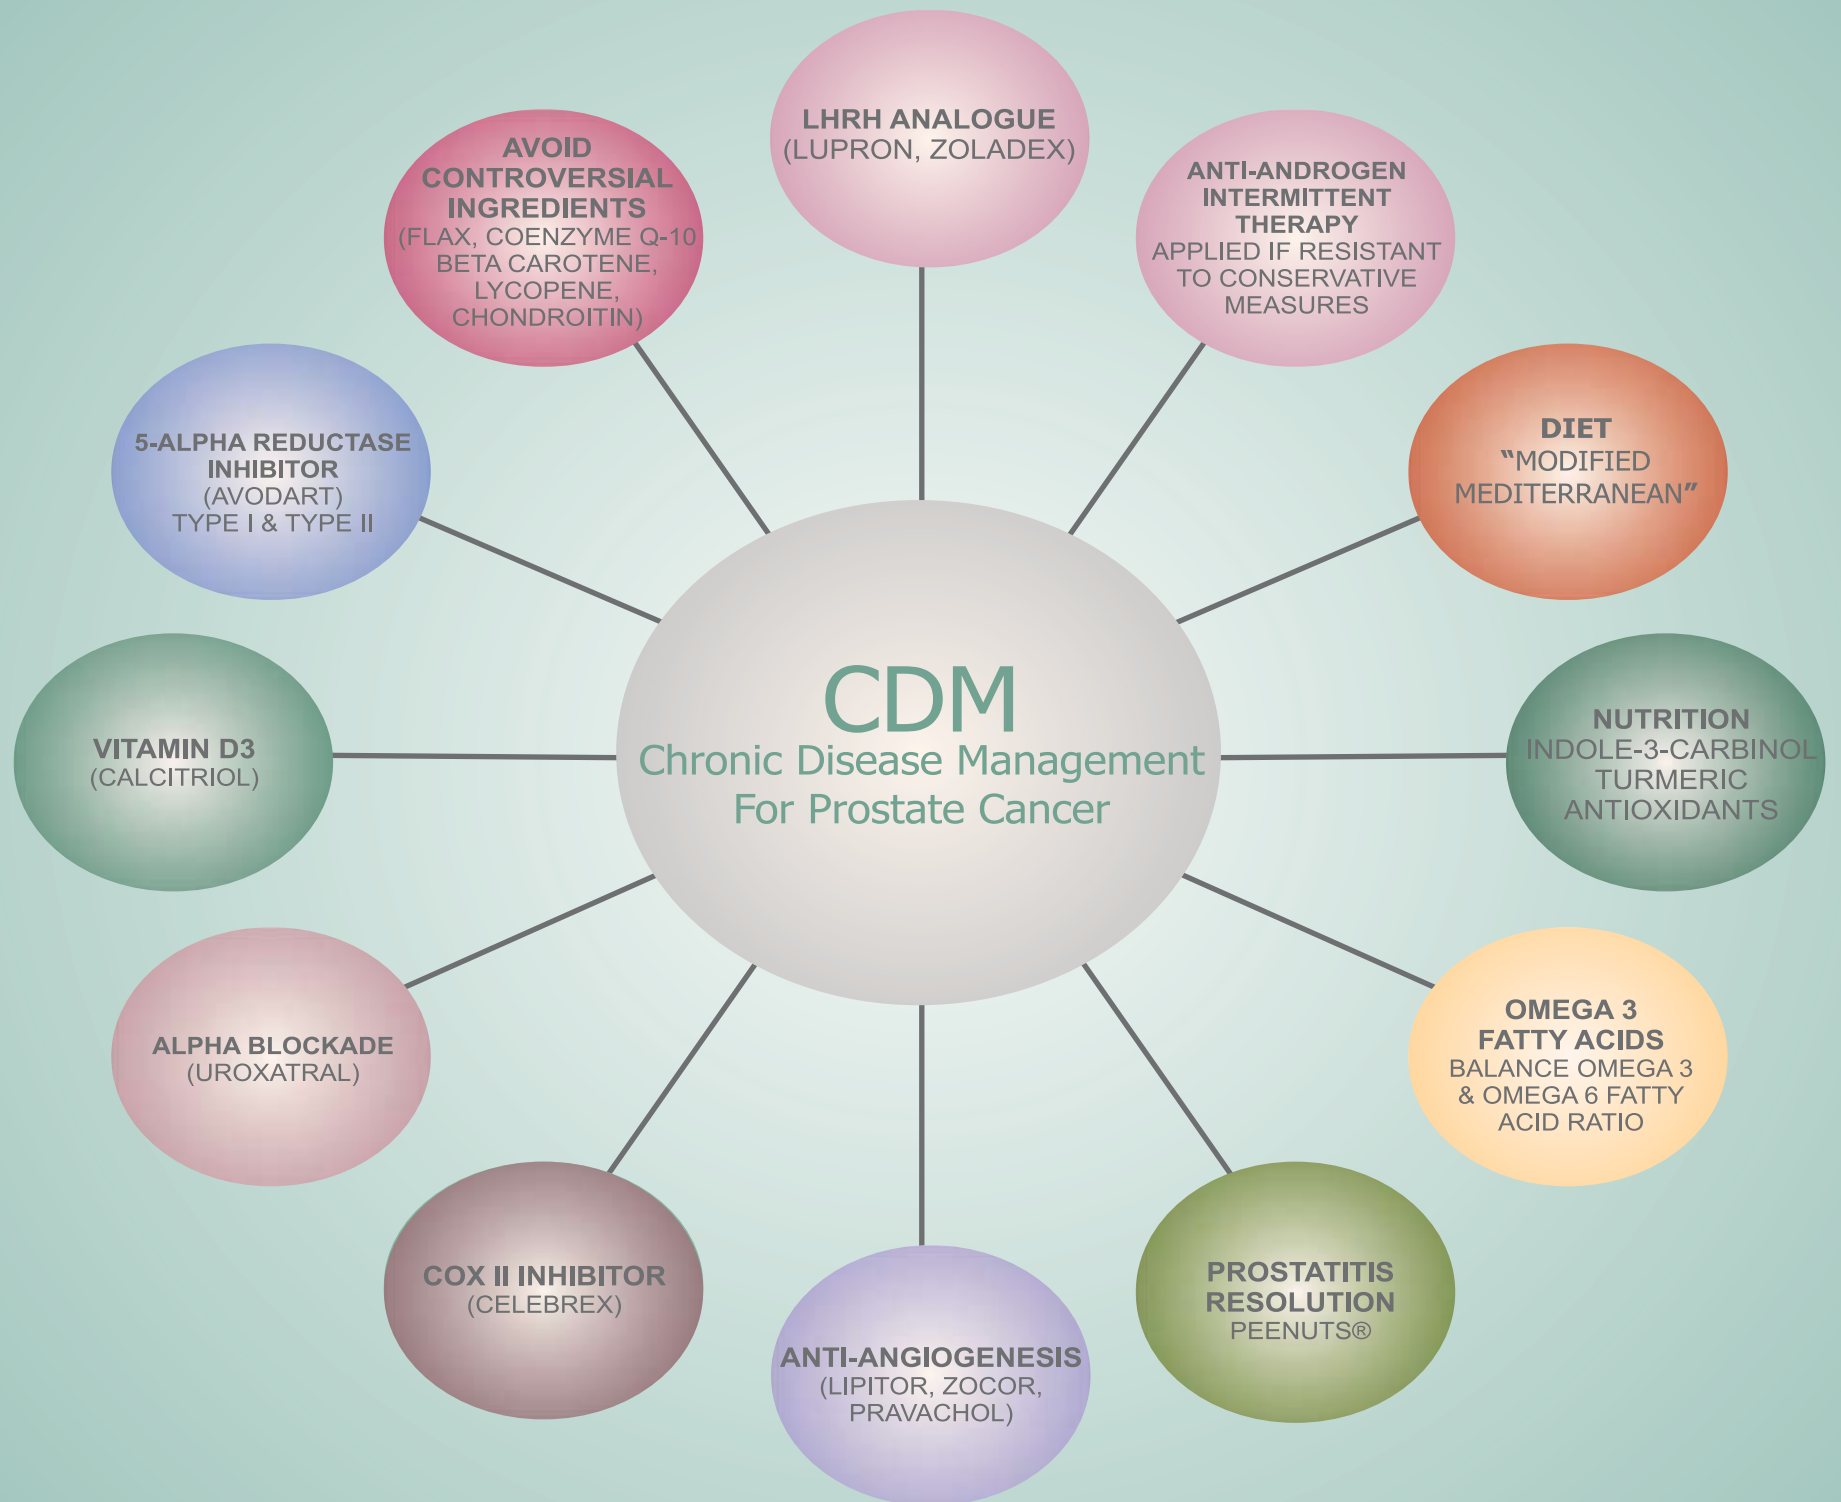 LHRH ANALOGUE
(LUPRON, ZOLADEX)
ANTI-ANDROGEN
INTERMITTENT
THERAPY
APPLIED IF RESISTANT
TO CONSERVATIVE
MEASURES
DIET
"MODIFIED
MEDITERRANEAN"
NUTRITION
INDOLE-3-CARBINOL
TURMERIC
ANTIOXIDANTS
OMEGA 3
FATTY ACIDS
BALANCE OMEGA 3
& OMEGA 6 FATTY
ACID RATIO
PROSTATITIS
RESOLUTION
PEENUTS®
ANTI-ANGIOGENESIS
(LIPITOR, ZOCOR,
PRAVACHOL)
COX II INHIBITOR
(CELEBREX)
ALPHA BLOCKADE
(UROXATRAL)
VITAMIN D3
(CALCITRIOL)
5-ALPHA REDUCTASE
INHIBITOR
(AVODART)
TYPE I & TYPE II
AVOID
CONTROVERSIAL
INGREDIENTS
(FLAX, COENZYME Q-10
BETA CAROTENE,
LYCOPENE,
CHONDROITIN)
CDM
Chronic Disease Management
For Prostate Cancer